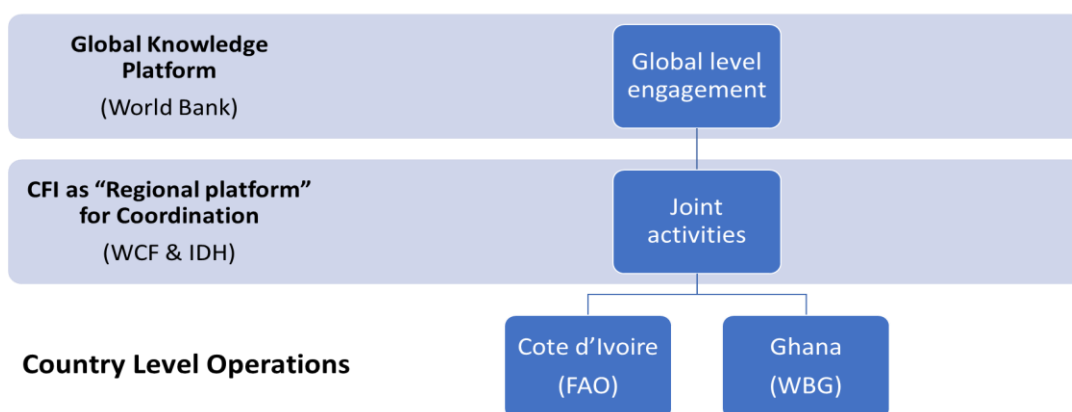 Global Knowledge
Platform
(World Bank)
Global level
engagement
CFI as “Regional platform”
for Coordination
(WCF & IDH)
Joint
activities
Country Level Operations
Cote d’Ivoire
(FAO)
Ghana
(WBG)